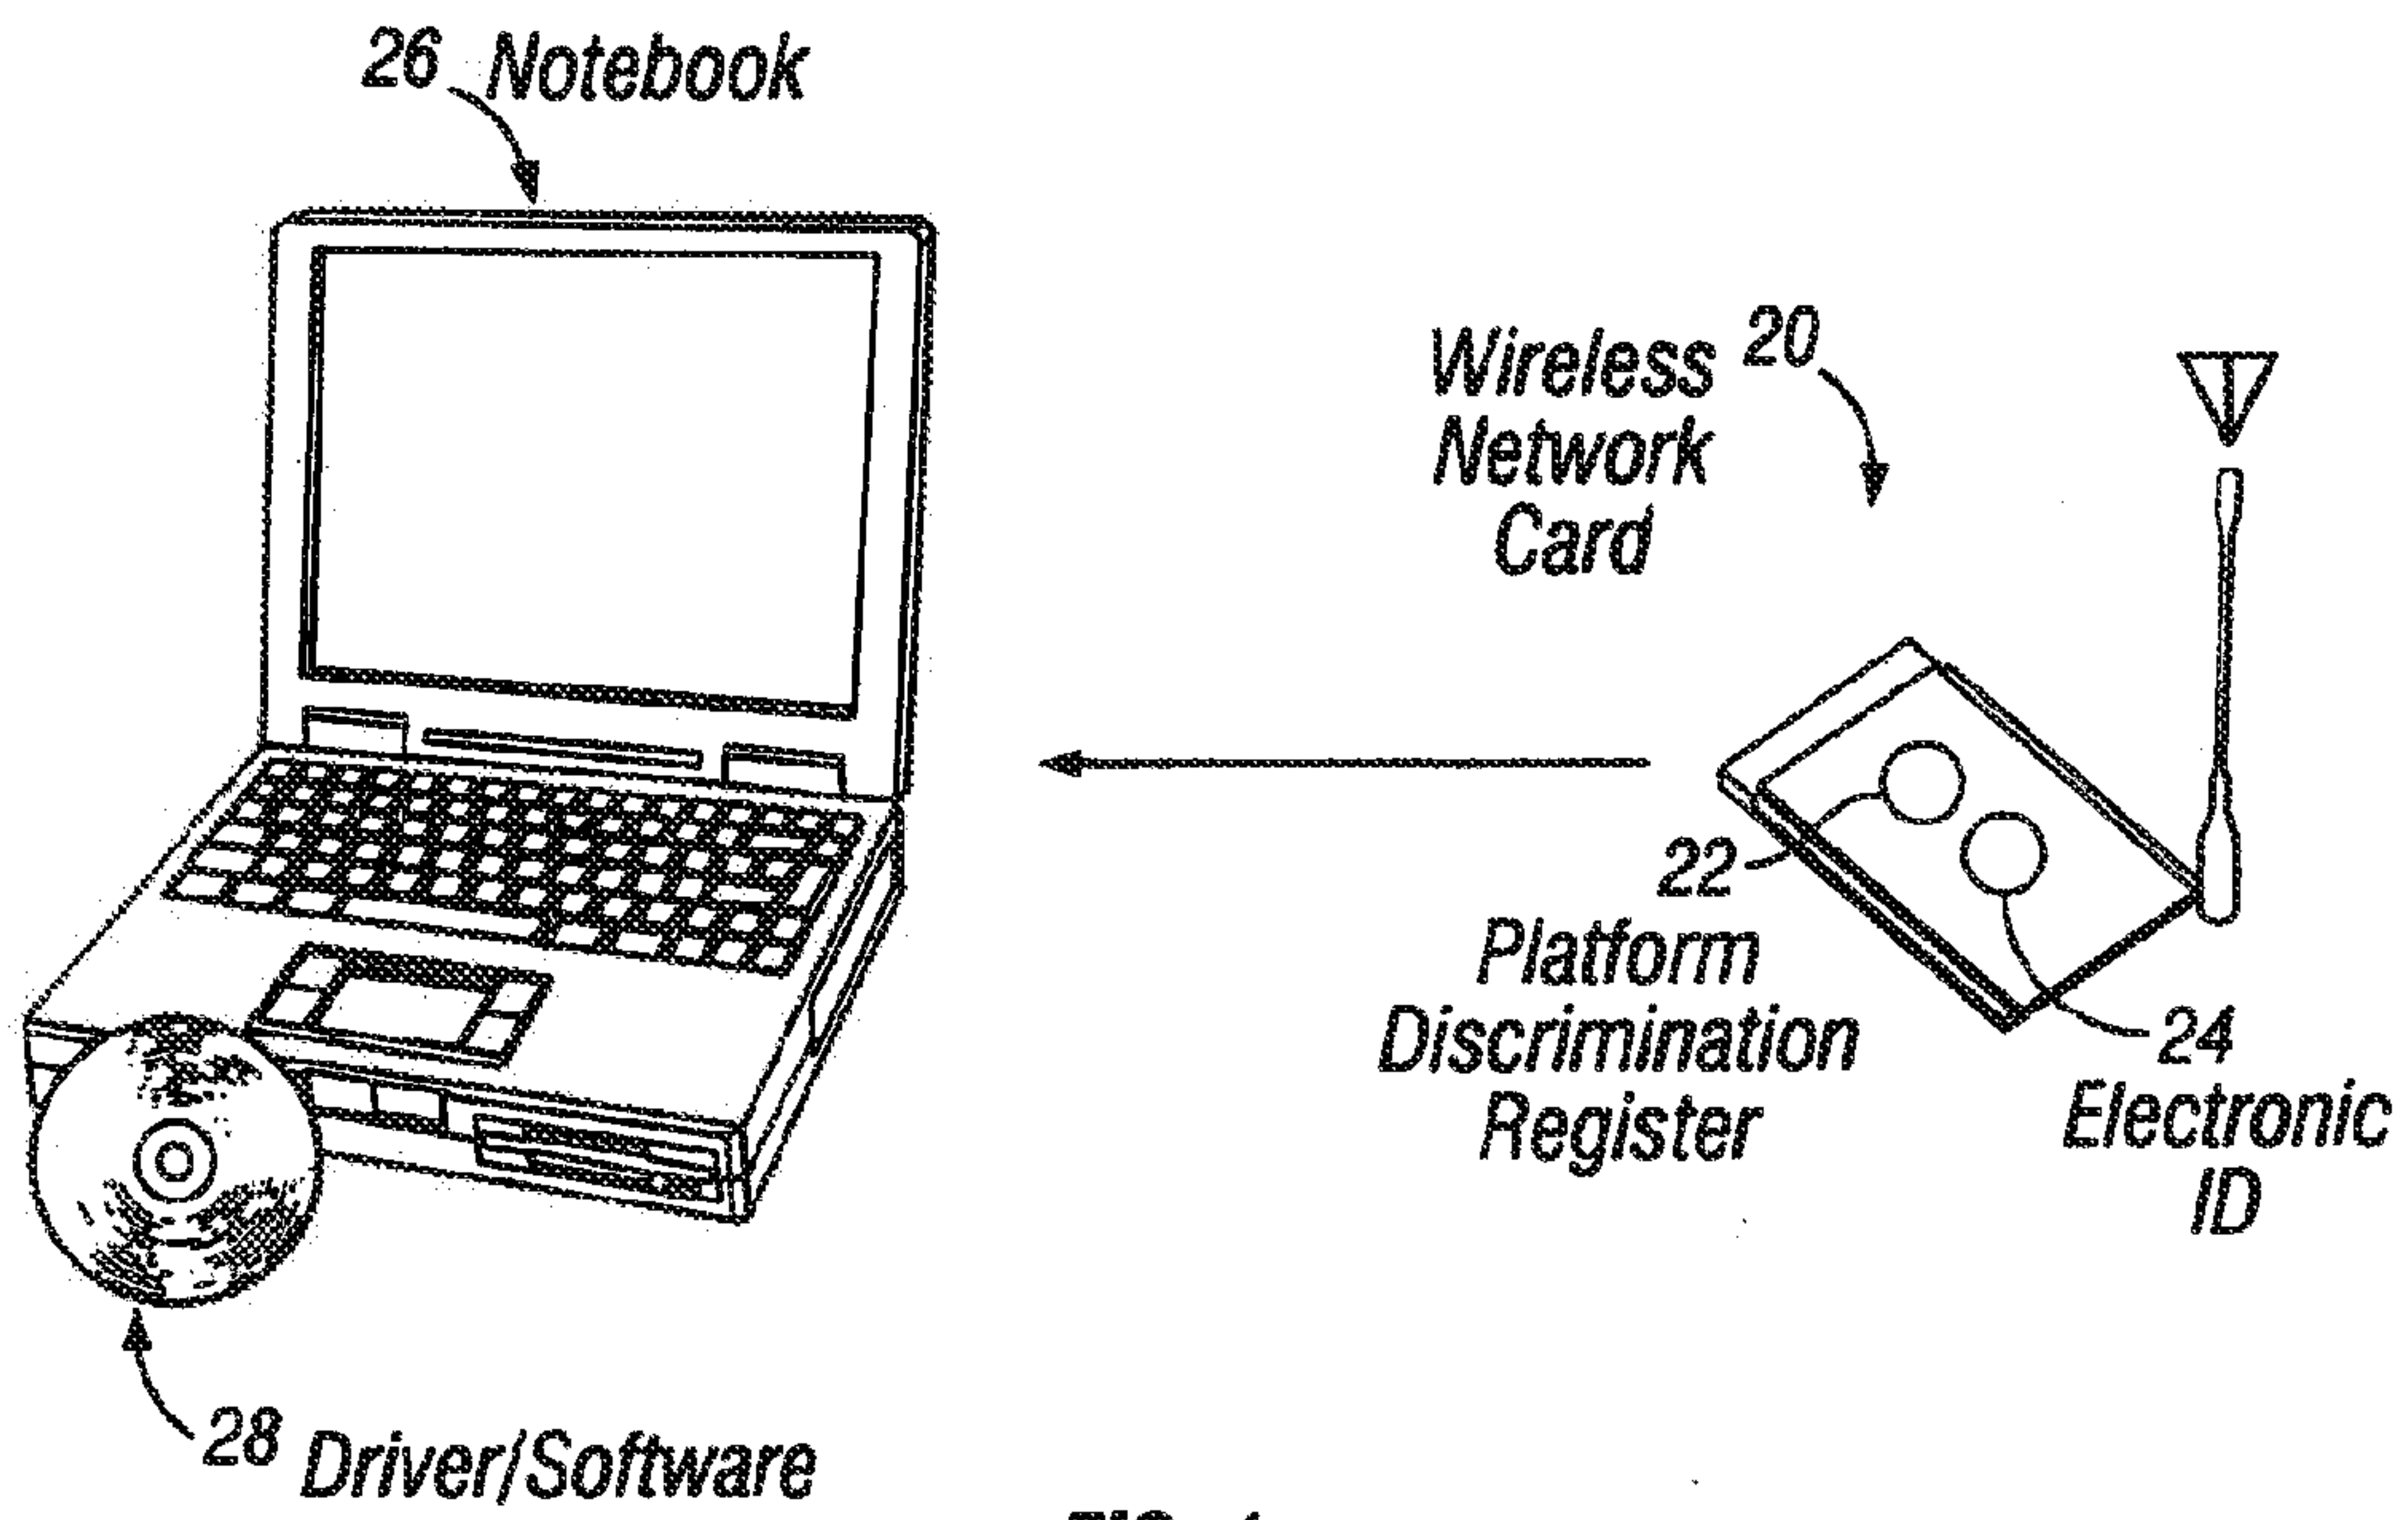 26 Notebook
Wireless 20
Network
Card
22
Platform
Discrimination
Register
24
Electronic
ID
28 Driver/Software